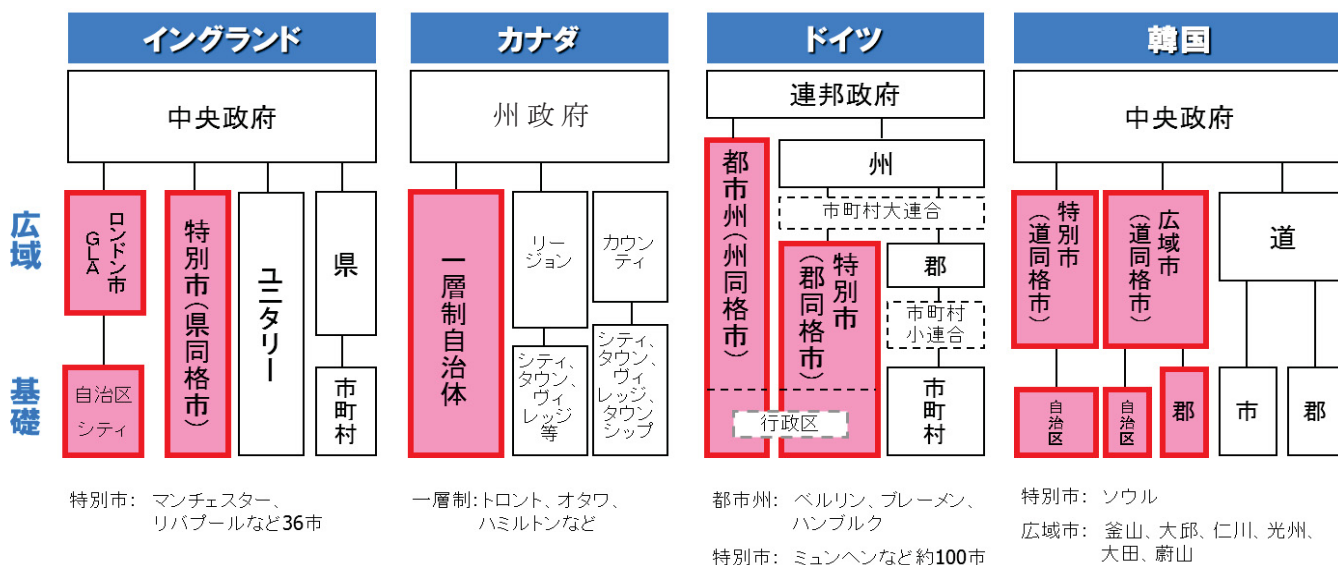 イングランド
カナダ
ドイツ
韓国
広域
基礎
中央政府
ロンドン市
GLA
自治区
シティ
特別市(県同格市)
ユニタリー
県
市町村
州政府
一層制自治体
リー
ジョン
シティ、
タウン、
ヴィ
レッジ
等
カウン
ティ
シティ、
タウン、
ヴィ
レッジ、
タウン
シップ
連邦政府
都市州(州同格市)
州
市町村大連合
特別市
(郡同格市)
行政区
郡
市町村
小連合
市町村
中央政府
特別市
(道同格市)
自治区
広域市
(道同格市)
自治区
郡
道
市
郡
特別市: マンチェスター、
リバプールなど36市
一層制:トロント、オタワ、
ハミルトンなど
都市州: ベルリン、ブレーメン、
ハンブルク
特別市: ミュンヘンなど約100市
特別市: ソウル
広域市: 釜山、大邱、仁川、光州、
大田、蔚山